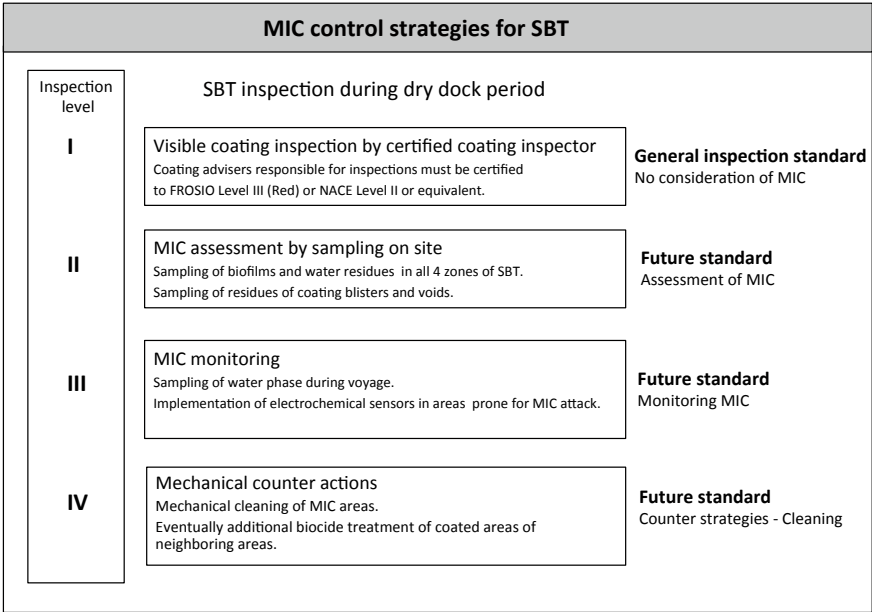 MIC control strategies for SBT
Inspection
level
SBT inspection during dry dock period
I
Visible coating inspection by certified coating inspector
Coating advisers responsible for inspections must be certified
to FROSIO Level III (Red) or NACE Level II or equivalent.
General inspection standard
No consideration of MIC
II
MIC assessment by sampling on site
Sampling of biofilms and water residues in all 4 zones of SBT.
Sampling of residues of coating blisters and voids.
Future standard
Assessment of MIC
III
MIC monitoring
Sampling of water phase during voyage.
Implementation of electrochemical sensors in areas prone for MIC attack.
Future standard
Monitoring MIC
IV
Mechanical counter actions
Mechanical cleaning of MIC areas.
Eventually additional biocide treatment of coated areas of
neighboring areas.
Future standard
Counter strategies - Cleaning